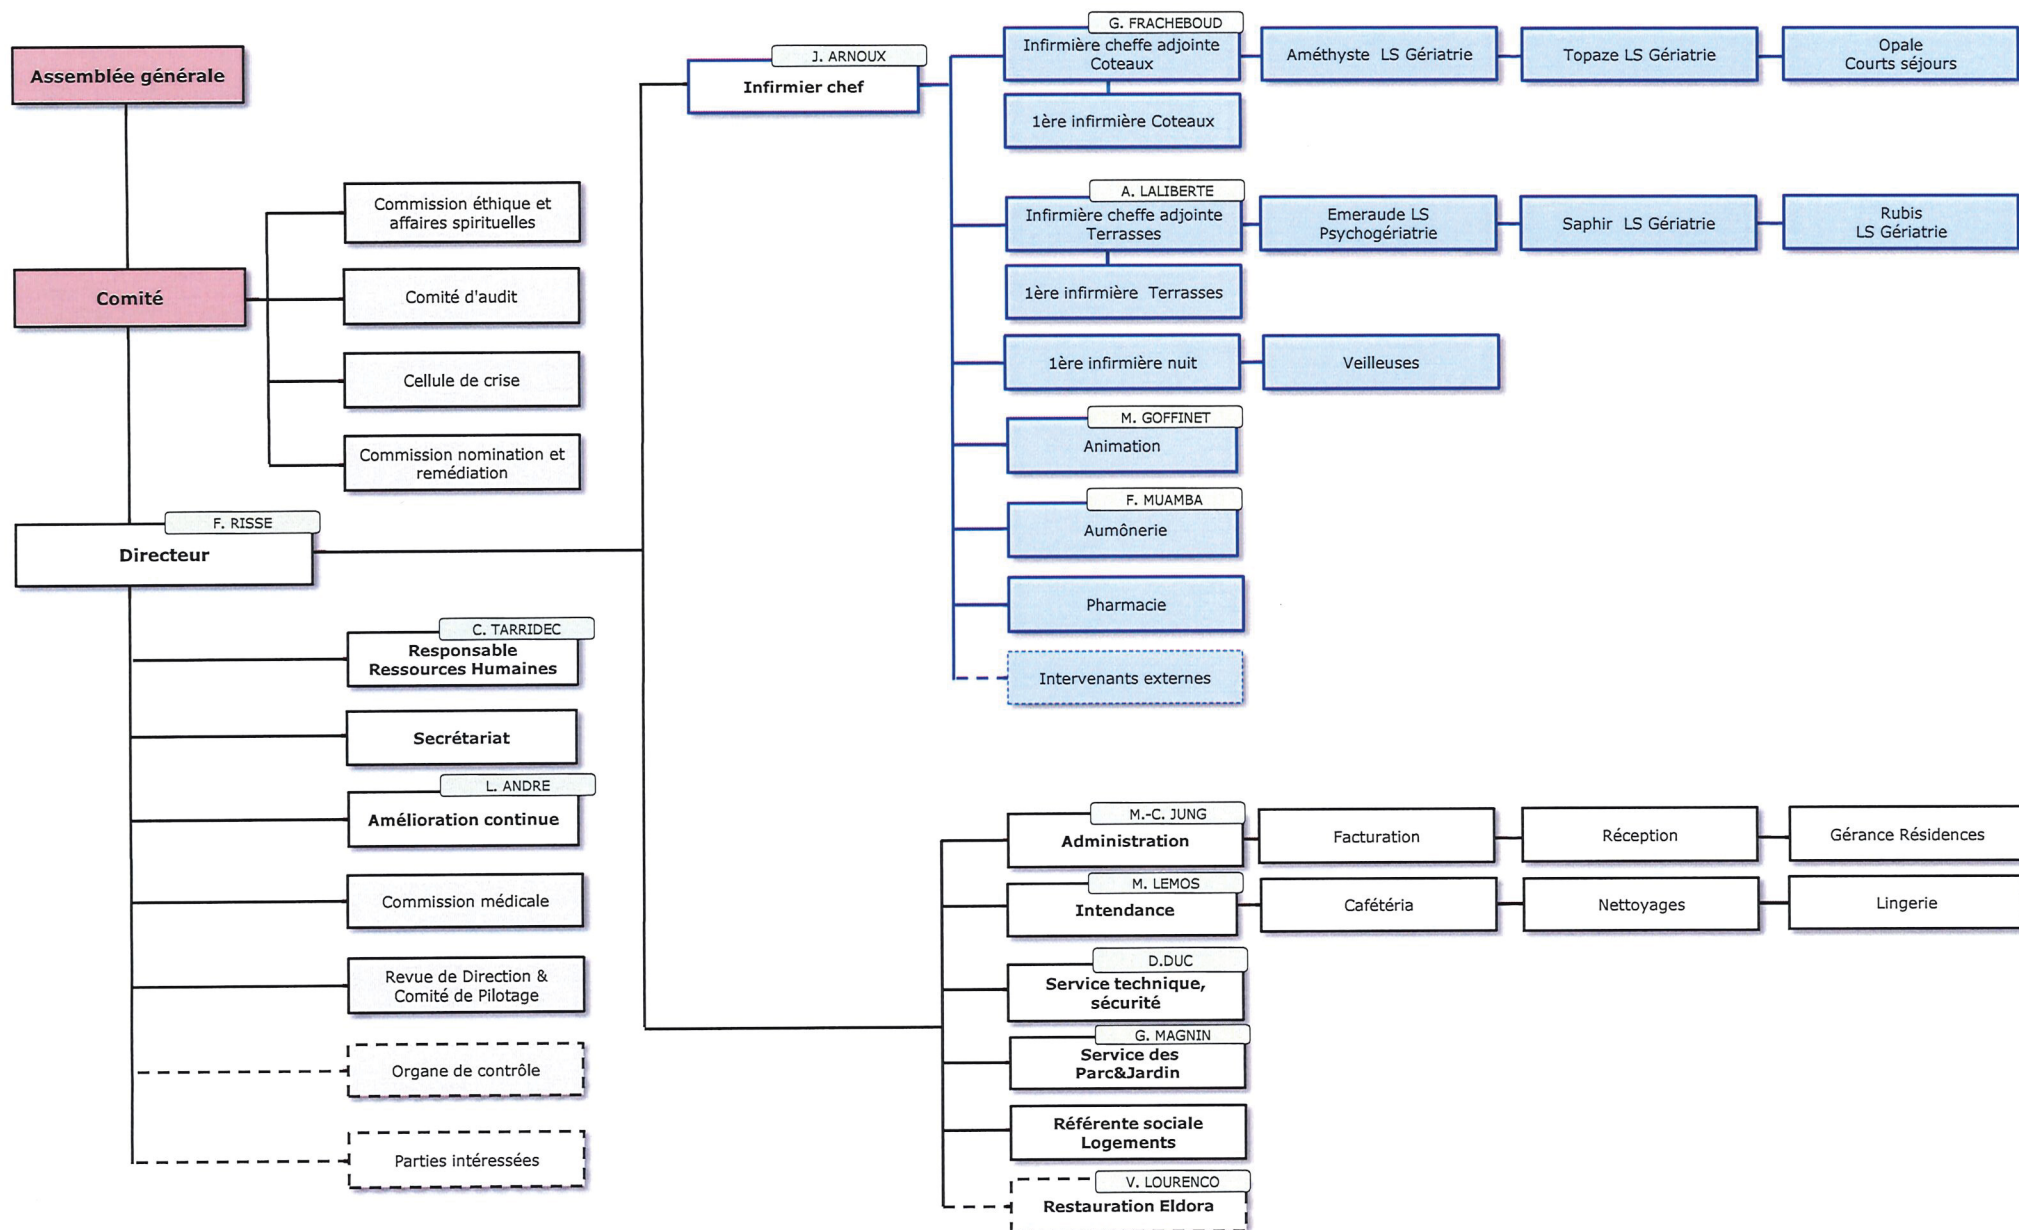 Assemblée générale
Comité
Commission éthique et
affaires spirituelles
Comité d'audit
Cellule de crise
Commission nomination et
remédiation
F. RISSE
Directeur
C. TARRIDEC
Responsable
Ressources Humaines
Secrétariat
L. ANDRE
Amélioration continue
Commission médicale
Revue de Direction &
Comité de Pilotage
Organe de contrôle
Parties intéressées
J. ARNOUX
Infirmier chef
G. FRACHEBOUD
Infirmière cheffe adjointe
Coteaux
Améthyste LS Gériatrie
Topaze LS Gériatrie
Opale
Courts séjours
1ère infirmière Coteaux
A. LALIBERTE
Infirmière cheffe adjointe
Terrasses
Emeraude LS
Psychogériatrie
Saphir LS Gériatrie
Rubis
LS Gériatrie
1ère infirmière Terrasses
1ère infirmière nuit
Veilleuses
M. GOFFINET
Animation
F. MUAMBA
Aumônerie
Pharmacie
Intervenants externes
M.-C. JUNG
Administration
Facturation
Réception
Gérance Résidences
M. LEMOS
Intendance
Cafétéria
Nettoyages
Lingerie
D.DUC
Service technique,
sécurité
G. MAGNIN
Service des
Parc&Jardin
Référente sociale
Logements
V. LOURENCO
Restauration Eldora